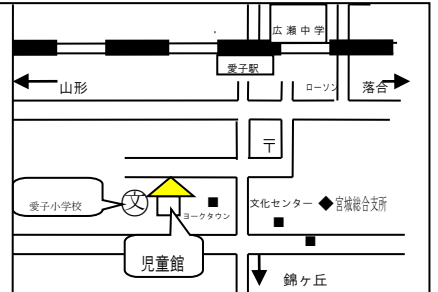 広瀬中学
愛子駅
山形
ローソン
落合
〒
愛子小学校
文
ヨークタウン
文化センター
宮城総合支所
児童館
錦ヶ丘